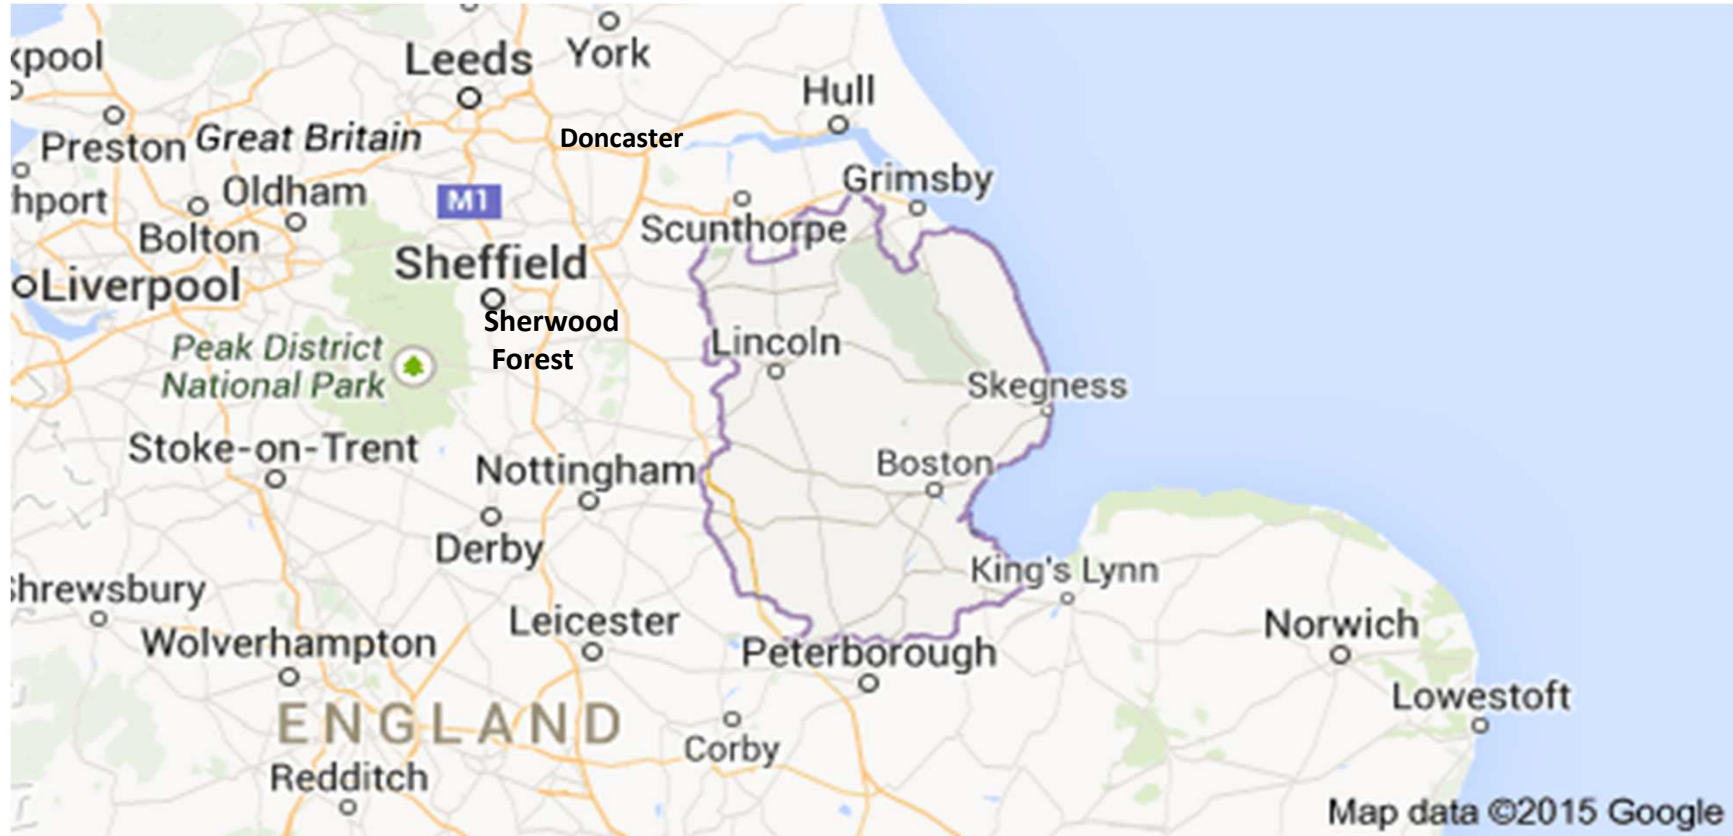 Leeds
York
kpool
Hull
Preston
Great Britain
Doncaster
hport
Oldham
M1
Grimsby
Bolton
Scunthorpe
Liverpool
Sheffield
Sherwood
Forest
Peak District
National Park
Lincoln
Skegness
Stoke-on-Trent
Nottingham
Boston
Derby
King's Lynn
hrewsbury
Wolverhampton
Leicester
Norwich
Peterborough
Lowestoft
ENGLAND
Corby
Redditch
Map data ©2015 Google